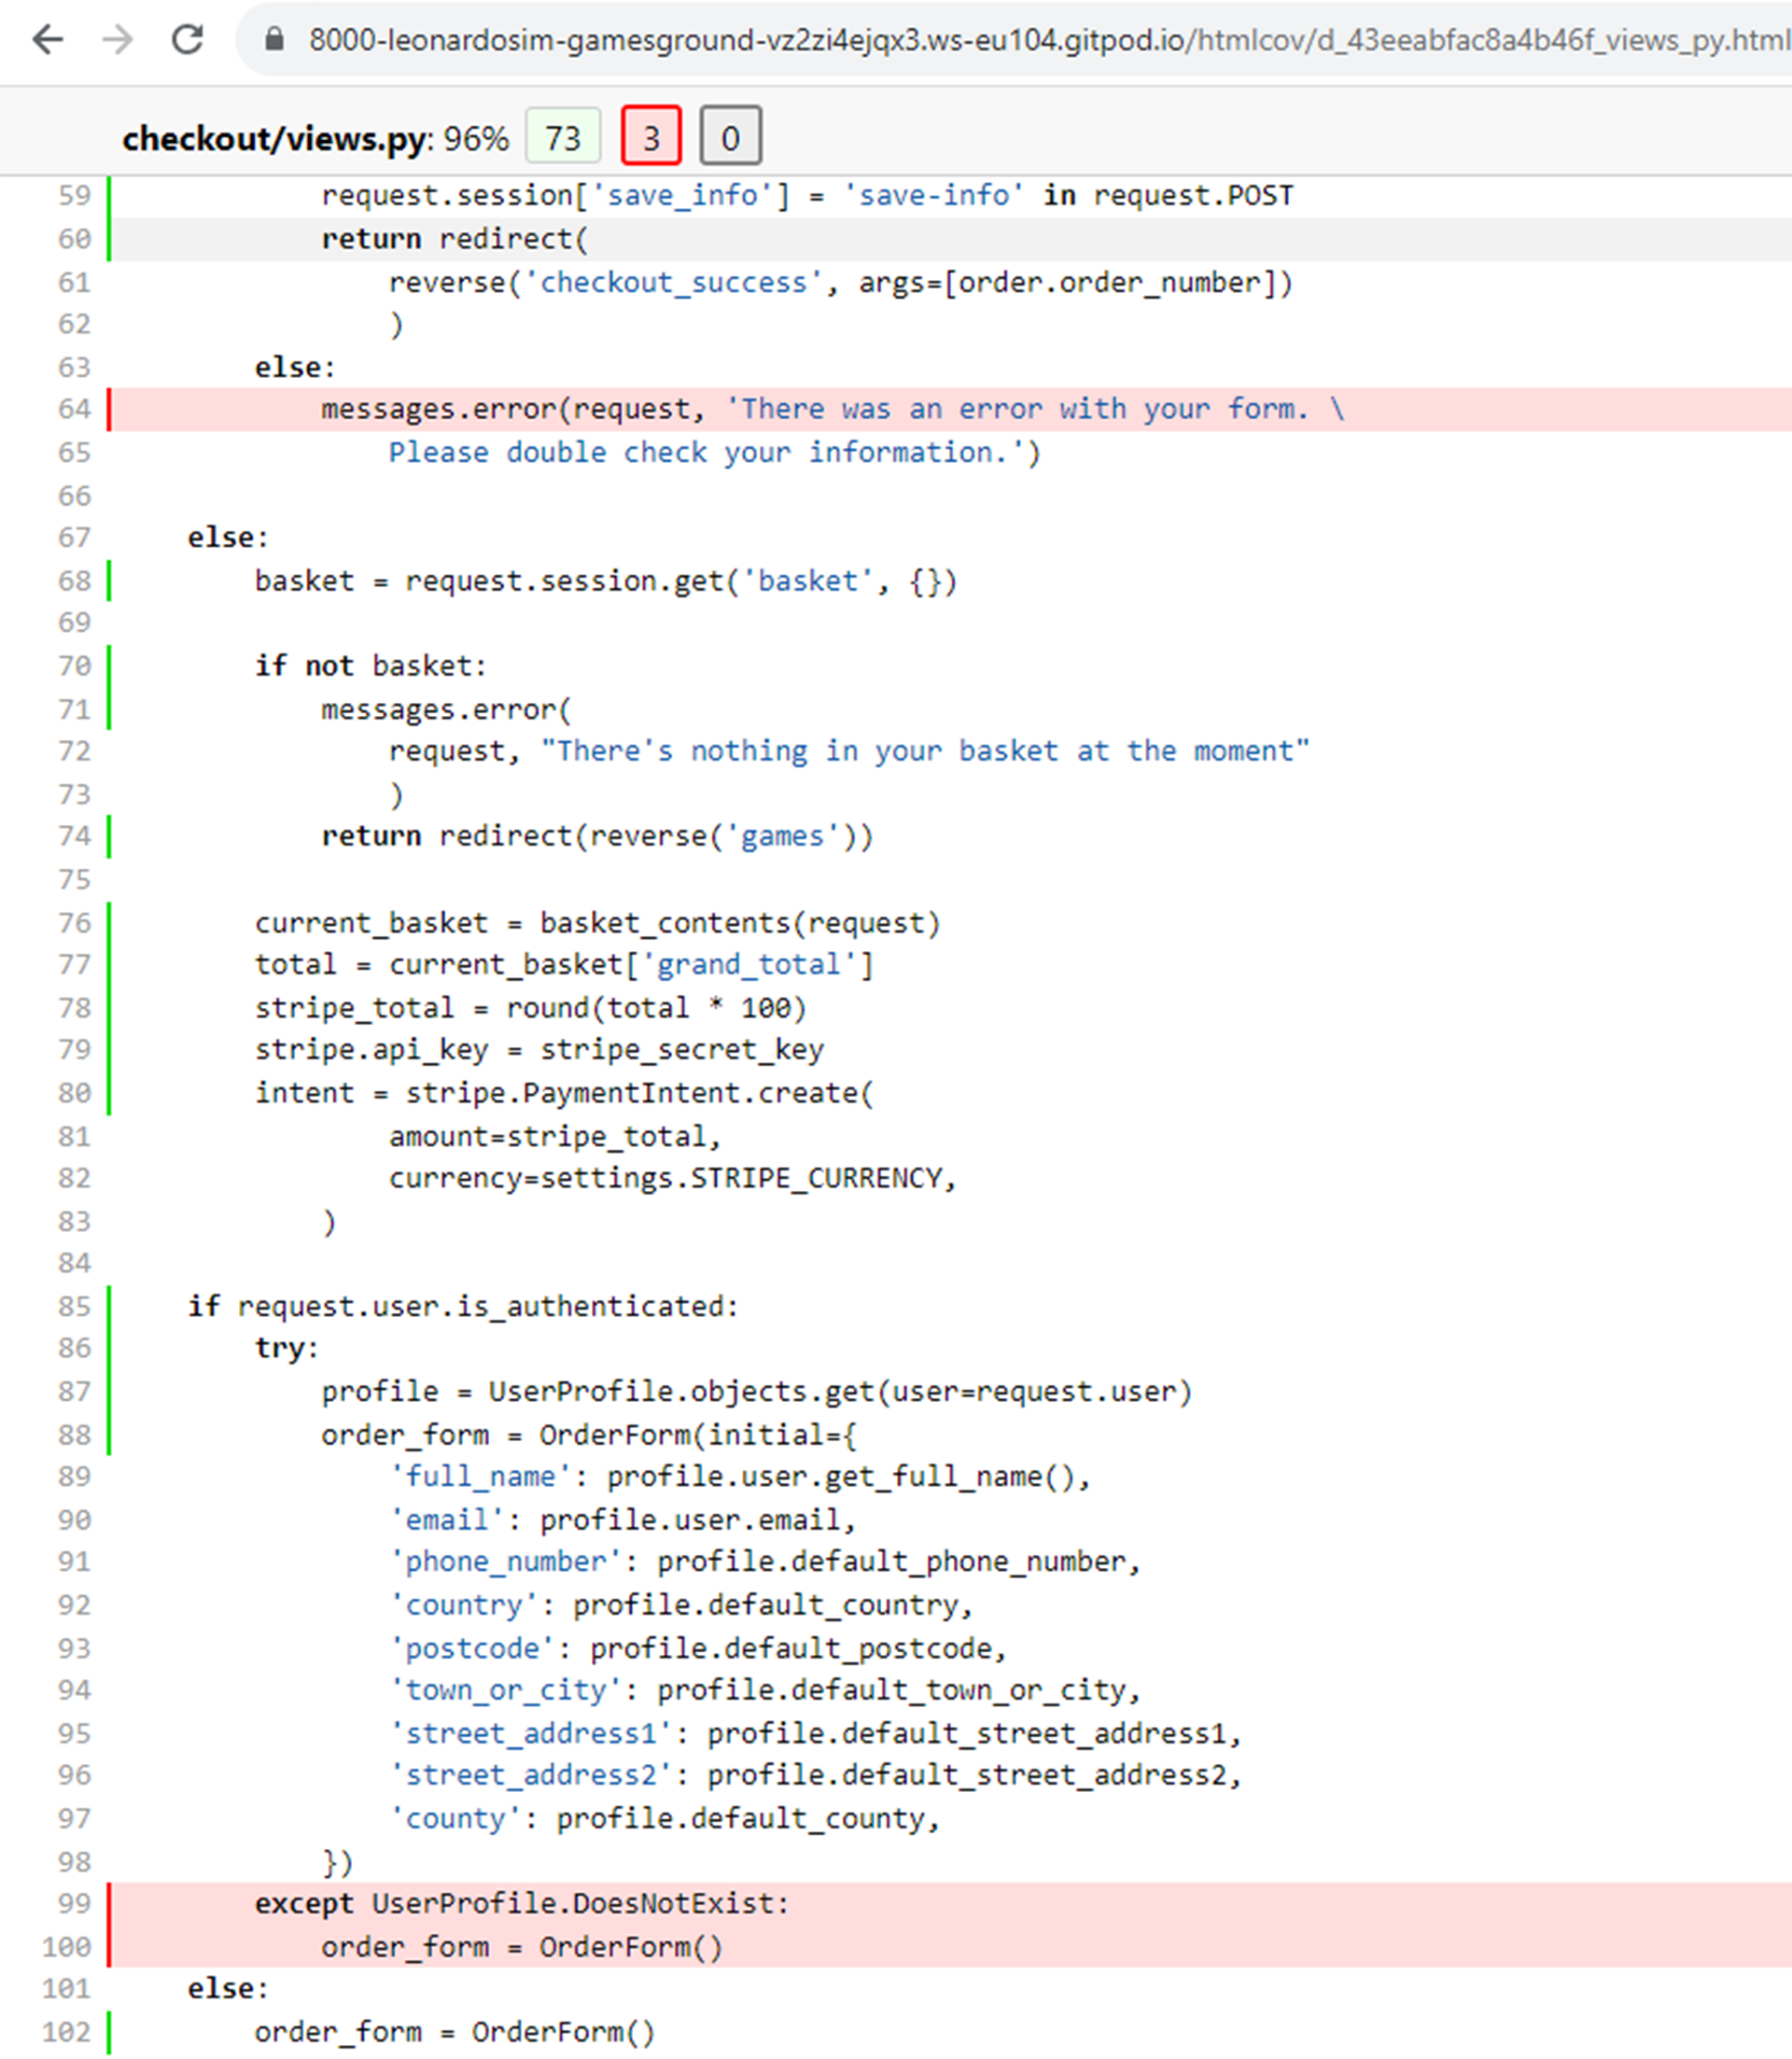 8000-leonardosim-gamesground-vz2zi4ejqx3.ws-eu104.gitpod.io/htmlcov/d_43eeabfac8a4b46f_views_py.html
checkout/views.py: 96% 73 3 0
59 request.session['save_info'] = 'save-info' in request.POST
60 return redirect(
61 reverse('checkout_success', args=[order.order_number])
62 )
63 else:
64 messages.error(request, 'There was an error with your form. \
65 Please double check your information.')
66
67 else:
68 basket = request.session.get('basket', {})
69
70 if not basket:
71 messages.error(
72 request, "There's nothing in your basket at the moment"
73 )
74 return redirect(reverse('games'))
75
76 current_basket = basket_contents(request)
77 total = current_basket['grand_total']
78 stripe_total = round(total * 100)
79 stripe.api_key = stripe_secret_key
80 intent = stripe.PaymentIntent.create(
81 amount=stripe_total,
82 currency=settings.STRIPE_CURRENCY,
83 )
84
85 if request.user.is_authenticated:
86 try:
87 profile = UserProfile.objects.get(user=request.user)
88 order_form = OrderForm(initial={
89 'full_name': profile.user.get_full_name(),
90 'email': profile.user.email,
91 'phone_number': profile.default_phone_number,
92 'country': profile.default_country,
93 'postcode': profile.default_postcode,
94 'town_or_city': profile.default_town_or_city,
95 'street_address1': profile.default_street_address1,
96 'street_address2': profile.default_street_address2,
97 'county': profile.default_county,
98 })
99 except UserProfile.DoesNotExist:
100 order_form = OrderForm()
101 else:
102 order_form = OrderForm()